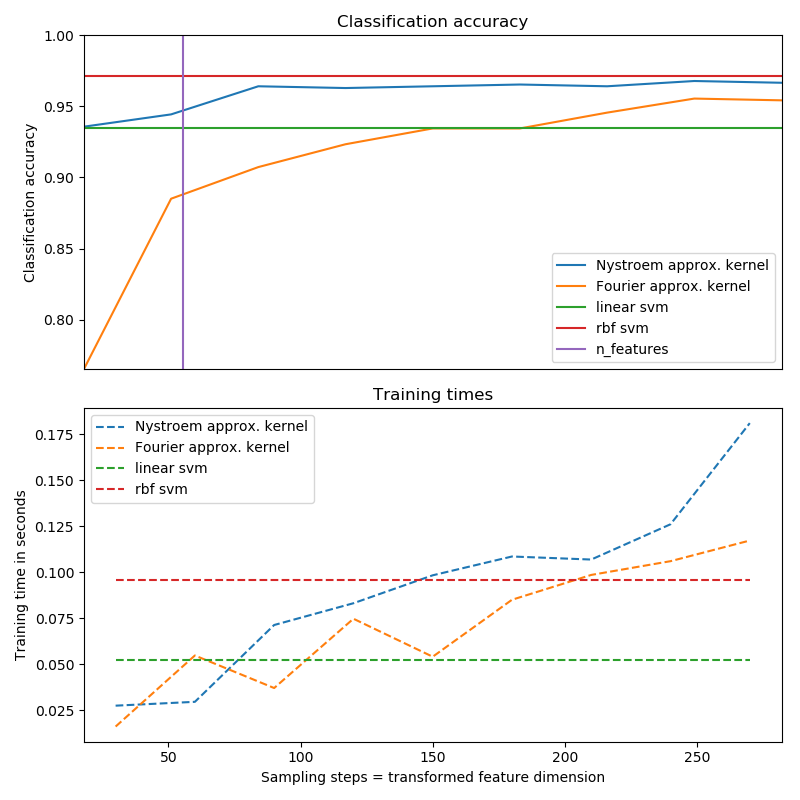 Classification accuracy
1.00
0.95
0.90
0.85
0.80
Classification accuracy
Nystroem approx. kernel
Fourier approx. kernel
linear svm
rbf svm
n_features
Training times
0.175
0.150
0.125
0.100
0.075
0.050
0.025
Training time in seconds
Nystroem approx. kernel
Fourier approx. kernel
linear svm
rbf svm
50
100
150
200
250
Sampling steps = transformed feature dimension